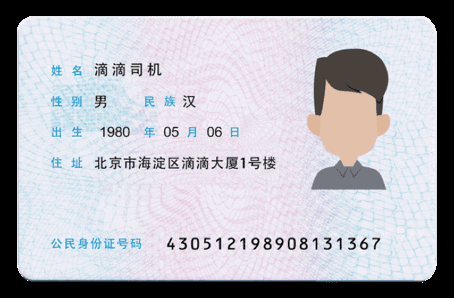 姓名 滴滴司机
性别 男 民族 汉
出生 1980 年 05 月 06 日
住址 北京市海淀区滴滴大厦1号楼
公民身份证号码 430512198908131367